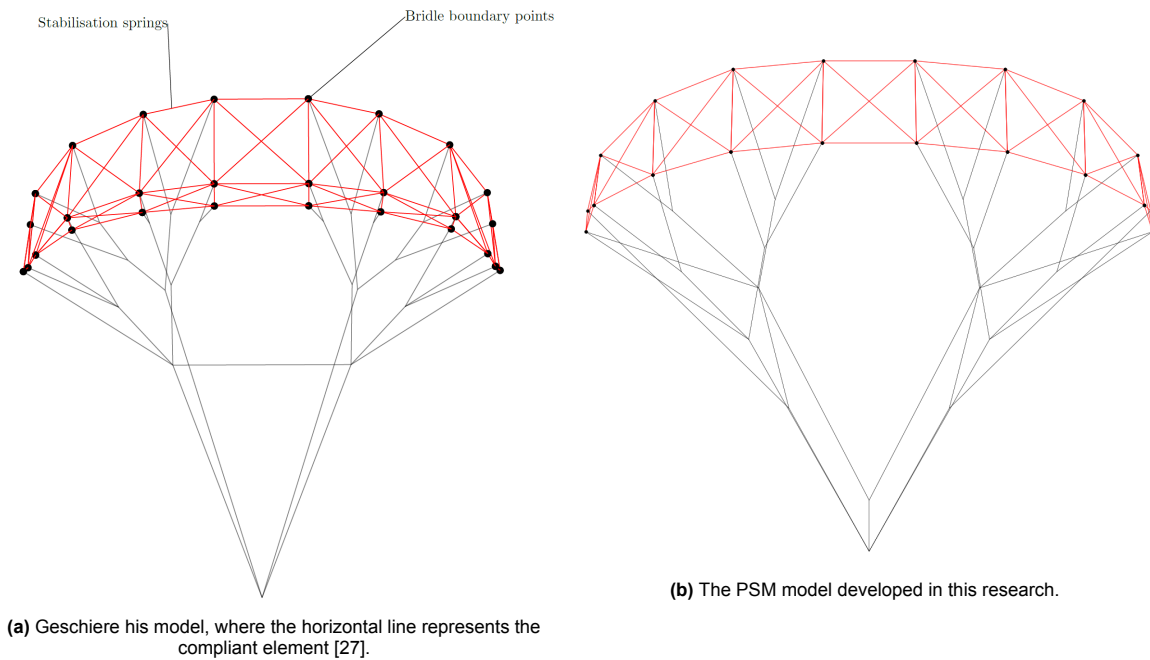 Stabilisation springs
Bridle boundary points
(a) Geschiere his model, where the horizontal line represents the
compliant element [27].
(b) The PSM model developed in this research.